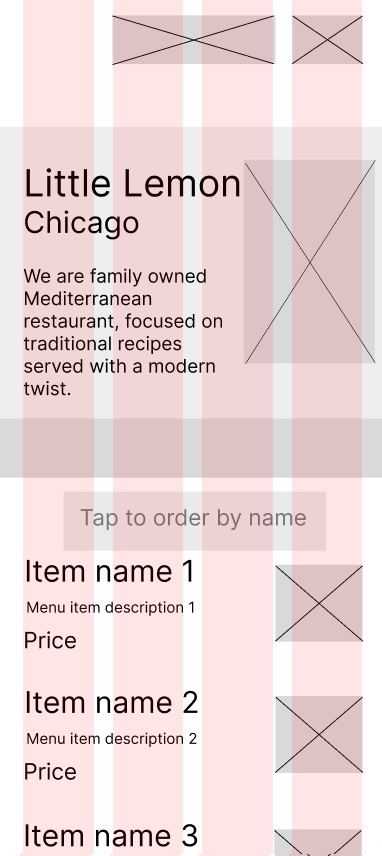 Little Lemon
Chicago
We are family owned
Mediterranean
restaurant, focused on
traditional recipes
served with a modern
twist.
Tap to order by name
Item name 1
Menu item description 1
Price
Item name 2
Menu item description 2
Price
Item name 3